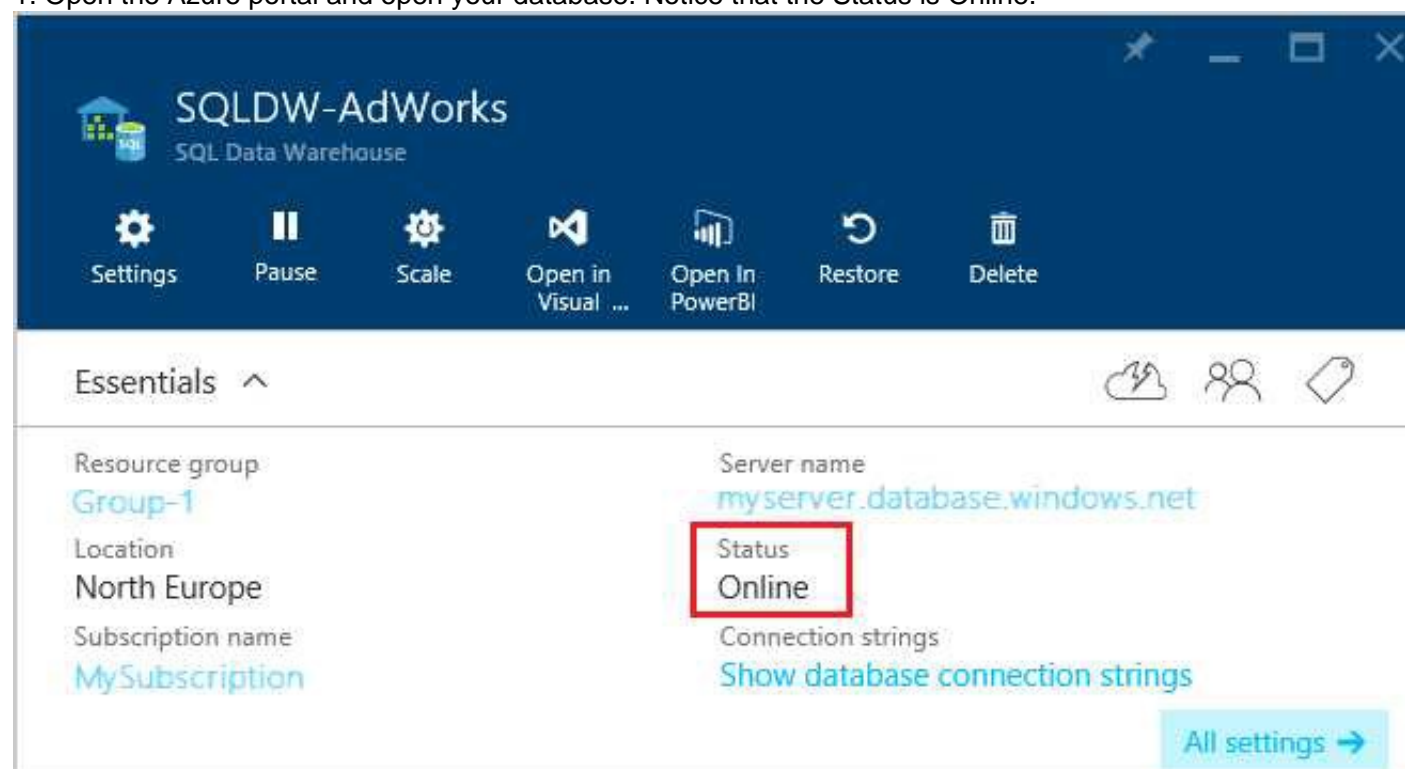 1. Open the Azure portal and open your database. Notice that the Status is Online.
SQLDW-AdWorks
SQL Data Warehouse
Settings
Pause
Scale
Open in
Visual ...
Open In
PowerBI
Restore
Delete
Essentials
Resource group
Group-1
Server name
myserver.database.windows.net
Location
North Europe
Status
Online
Subscription name
MySubscription
Connection strings
Show database connection strings
All settings →